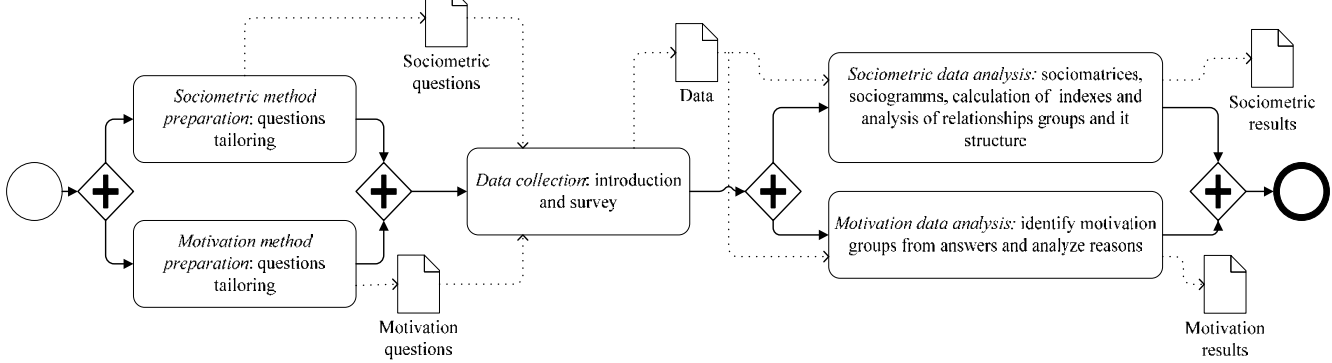 Sociometric
questions
Sociometric method
preparation: questions
tailoring
Motivation method
preparation: questions
tailoring
Motivation
questions
Data collection: introduction
and survey
Data
Sociometric data analysis: sociomatrices,
sociogramms, calculation of indexes and
analysis of relationships groups and it
structure
Motivation data analysis: identify motivation
groups from answers and analyze reasons
Sociometric
results
Motivation
results